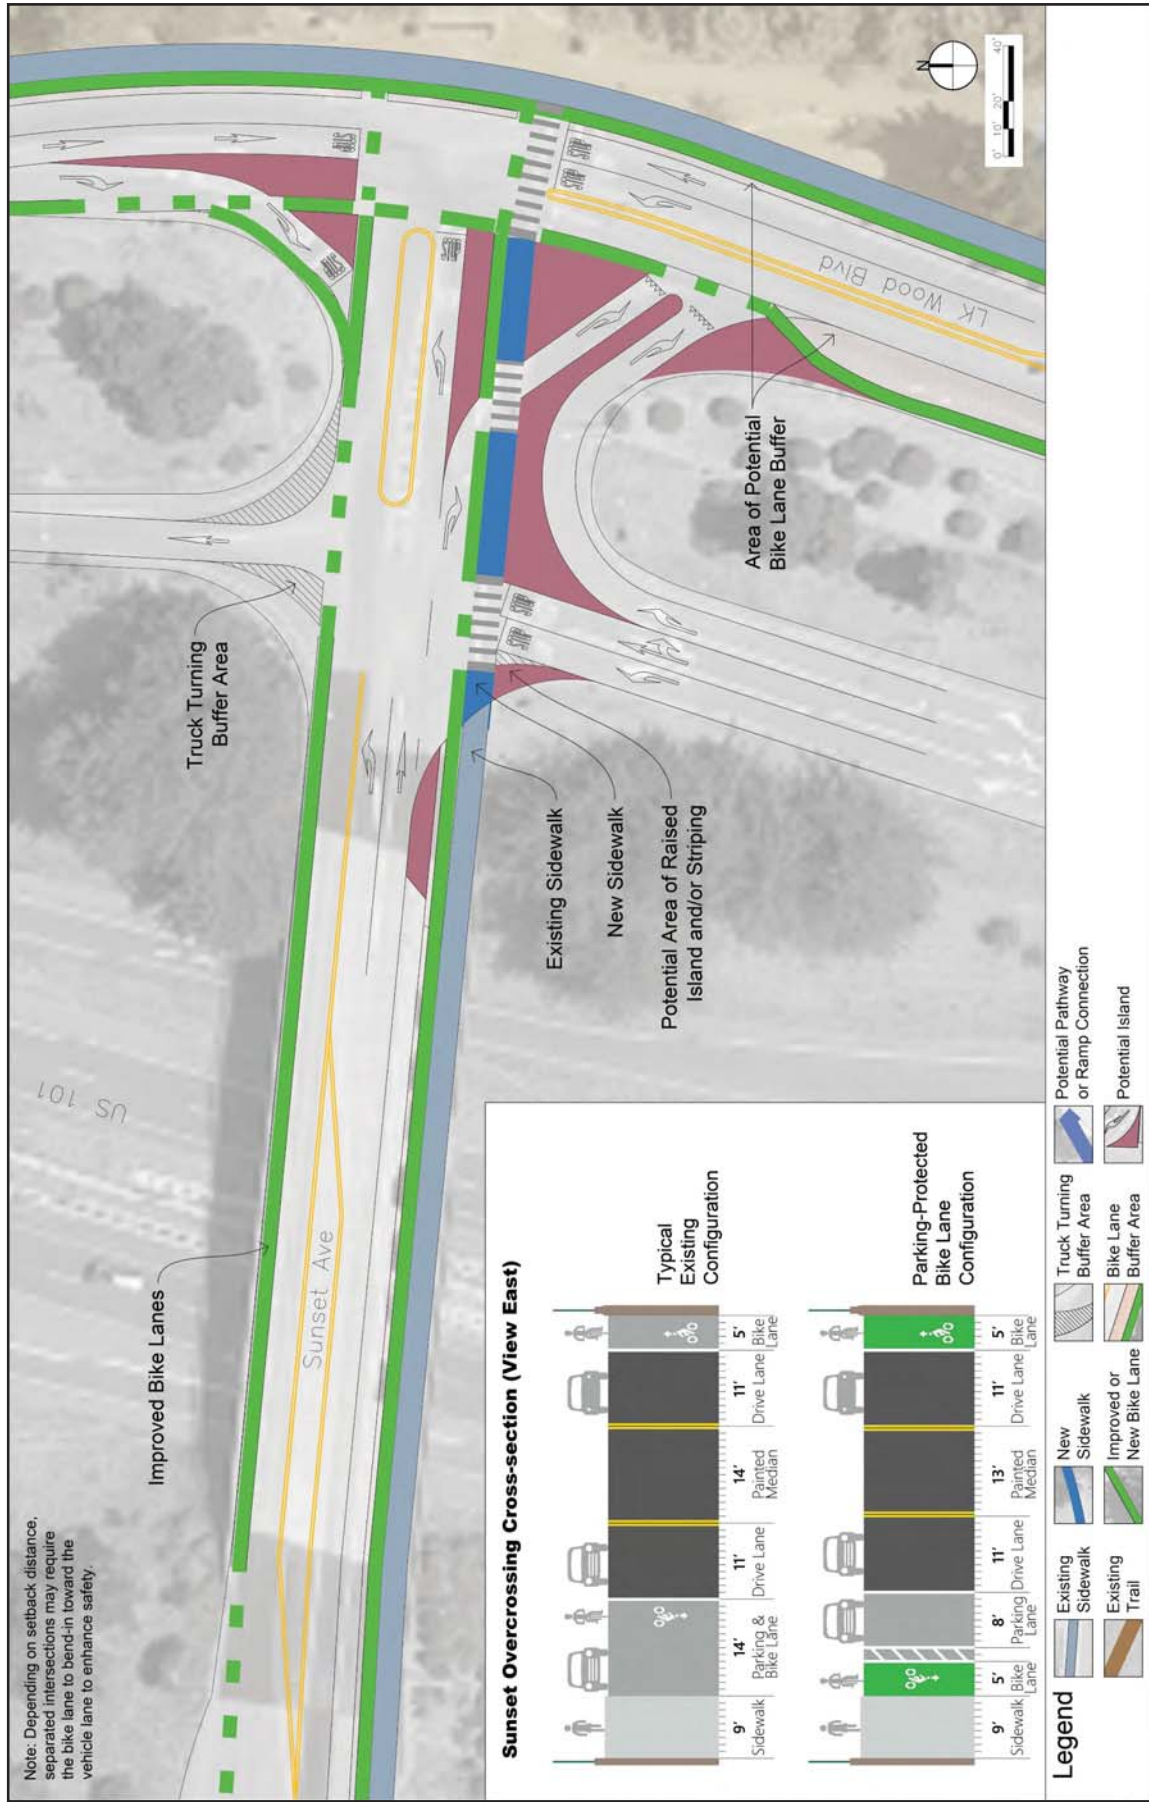 Note: Depending on setback distance,
separated intersections may require
the bike lane to bend-in toward the
vehicle lane to enhance safety.
Improved Bike Lanes
US 101
Sunset Ave
Truck Turning
Buffer Area
Existing Sidewalk
New Sidewalk
Potential Area of Raised
Island and/or Striping
Area of Potential
Bike Lane Buffer
LK Wood Blvd
STOP
STOP
STOP
STOP
N
0' 10' 20' 40'
Sunset Overcrossing Cross-section (View East)
9'
Sidewalk
14'
Parking &
Bike Lane
11'
Drive Lane
14'
Painted
Median
11'
Drive Lane
5'
Bike
Lane
Typical
Existing
Configuration
9'
Sidewalk
5'
Bike
Lane
8'
Parking Lane
11'
Drive Lane
13'
Painted
Median
11'
Drive Lane
5'
Bike
Lane
Parking-Protected
Bike Lane
Configuration
Legend
Existing
Sidewalk
New
Sidewalk
Truck Turning
Buffer Area
Potential Pathway
or Ramp Connection
Existing
Trail
Improved or
New Bike Lane
Bike Lane
Buffer Area
Potential Island